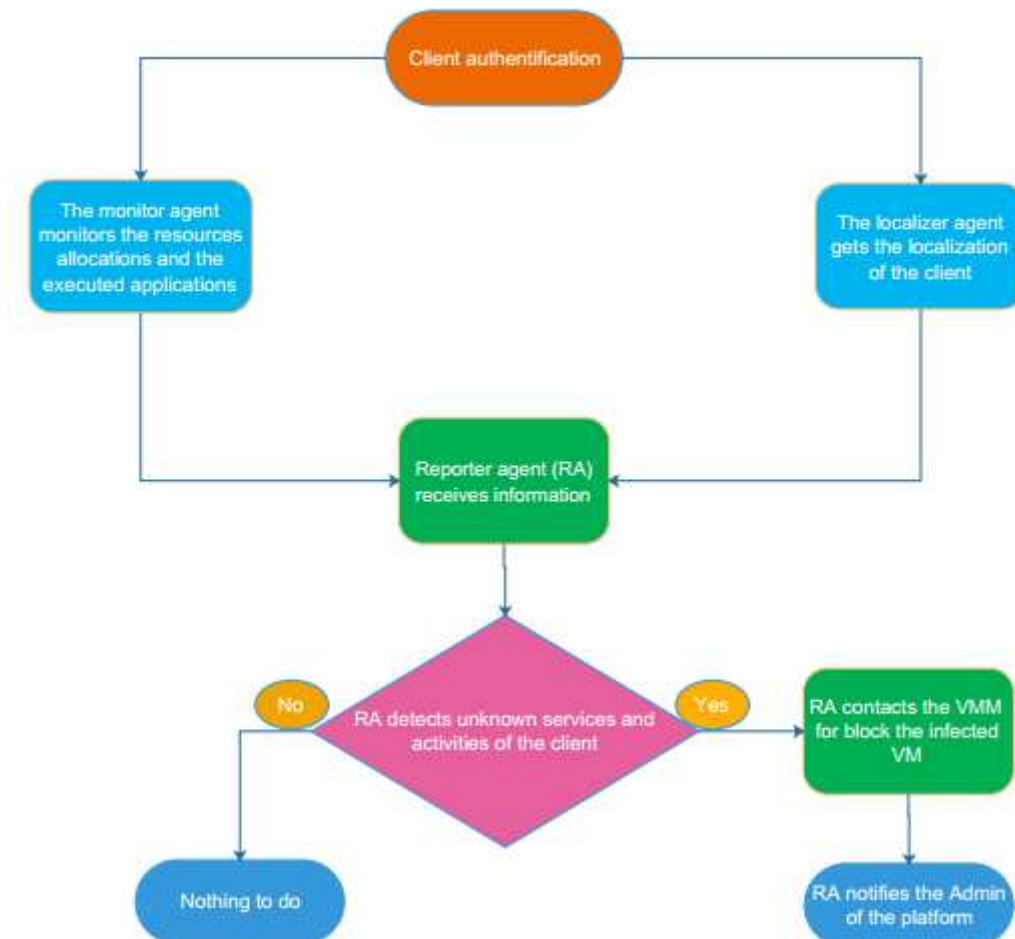 Client authentification
The monitor agent
monitors the resources
allocations and the
executed applications
The localizer agent
gets the localization
of the client
Reporter agent (RA)
receives information
No
Yes
RA detects unknown services and
activities of the client
RA contacts the VMM
for block the infected
VM
Nothing to do
RA notifies the Admin
of the platform